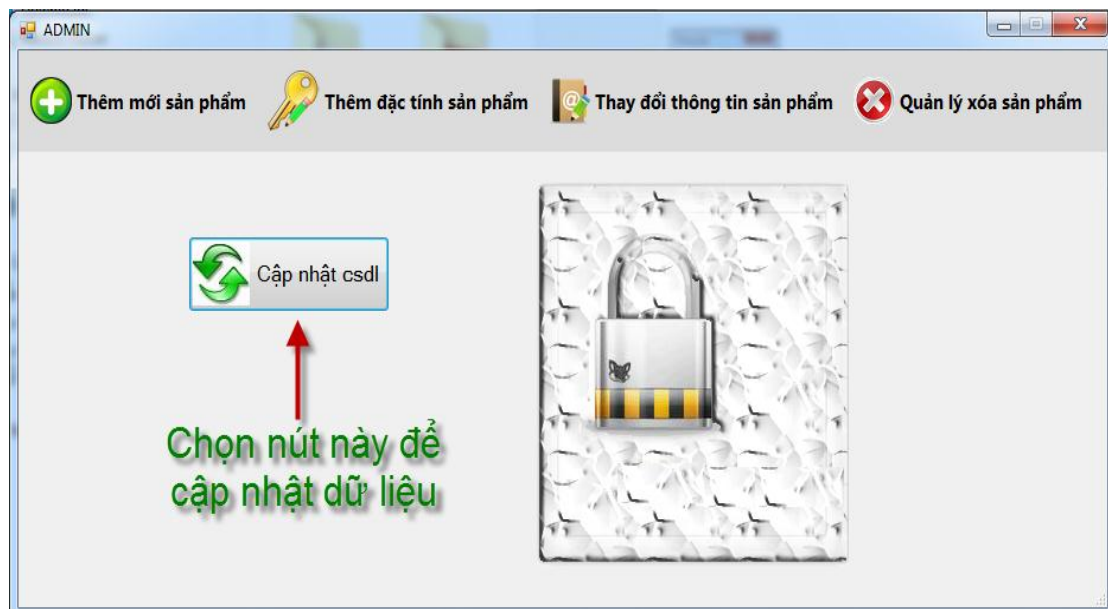 ADMIN
Thêm mới sản phẩm Thêm đặc tính sản phẩm Thay đổi thông tin sản phẩm Quản lý xóa sản phẩm
Cập nhật csdl
Chọn nút này để
cập nhật dữ liệu